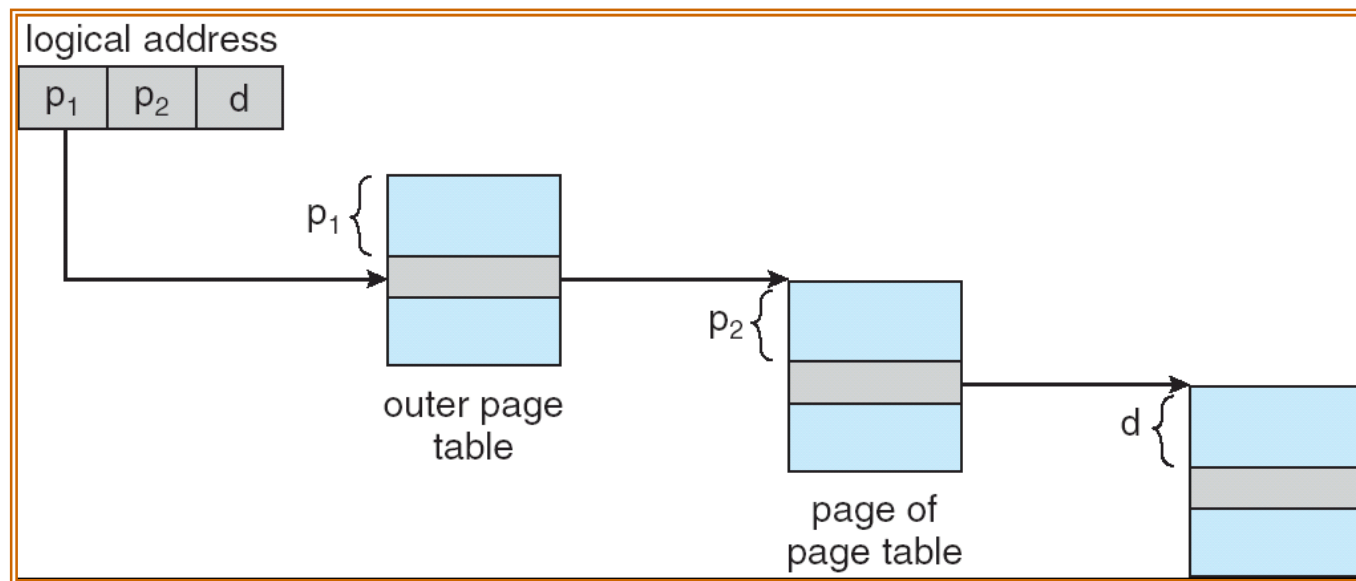 logical address
p₁ p₂ d
p₁
outer page
table
p₂
page of
page table
d